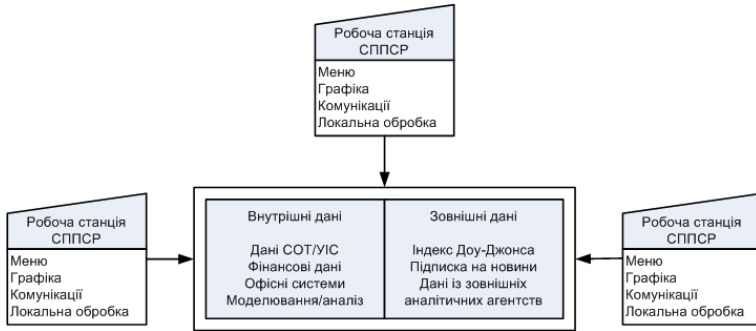 Робоча станція
СППСР
Меню
Графіка
Комунікації
Локальна обробка
Робоча станція
СППСР
Меню
Графіка
Комунікації
Локальна обробка
Внутрішні дані
Дані СОТ/УІС
Фінансові дані
Офісні системи
Моделювання/аналіз
Зовнішні дані
Індекс Доу-Джонса
Підписка на новини
Дані із зовнішніх
аналітичних агентств
Робоча станція
СППСР
Меню
Графіка
Комунікації
Локальна обробка